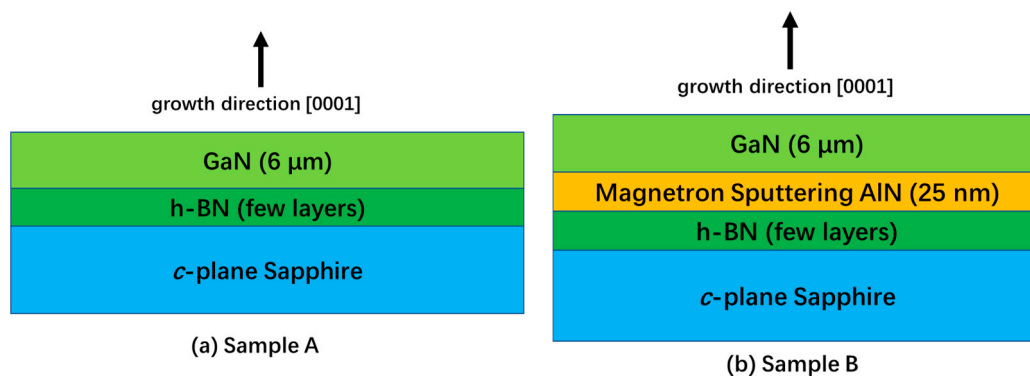 growth direction [0001]
GaN (6 μm)
h-BN (few layers)
c-plane Sapphire
(a) Sample A
growth direction [0001]
GaN (6 μm)
Magnetron Sputtering AlN (25 nm)
h-BN (few layers)
c-plane Sapphire
(b) Sample B